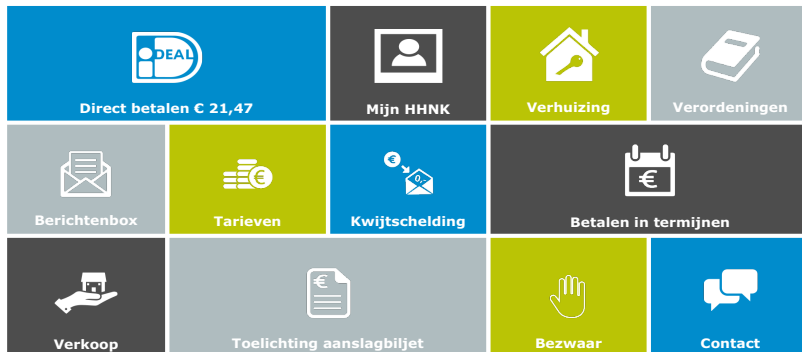 iDEAL
Direct betalen € 21,47
Mijn HHNK
Verhuizing
Verordeningen
Berichtenbox
€
Tarieven
€
0,-
Kwijtschelding
€
Betalen in termijnen
Verkoop
€
Toelichting aanslagbiljet
Bezwaar
Contact